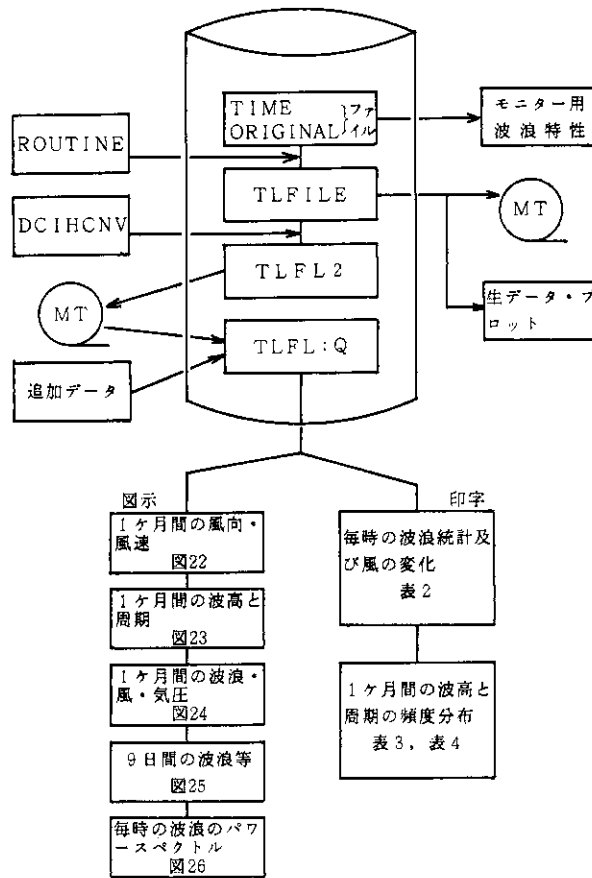 TIME
ORIGINAL
ファ
イル
モニター用
波浪特性
ROUTINE
TLFILE
MT
DCIHCNV
TLFL2
MT
生データ・プ
ロット
TLFL:Q
追加データ
図示
印字
1ケ月間の風向・
風速
図22
毎時の波浪統計及
び風の変化
表2
1ケ月間の波高と
周期
図23
1ケ月間の波浪・
風・気圧
図24
1ケ月間の波高と
周期の頻度分布
表3,表4
9日間の波浪等
図25
毎時の波浪のパワ
ースペクトル
図26